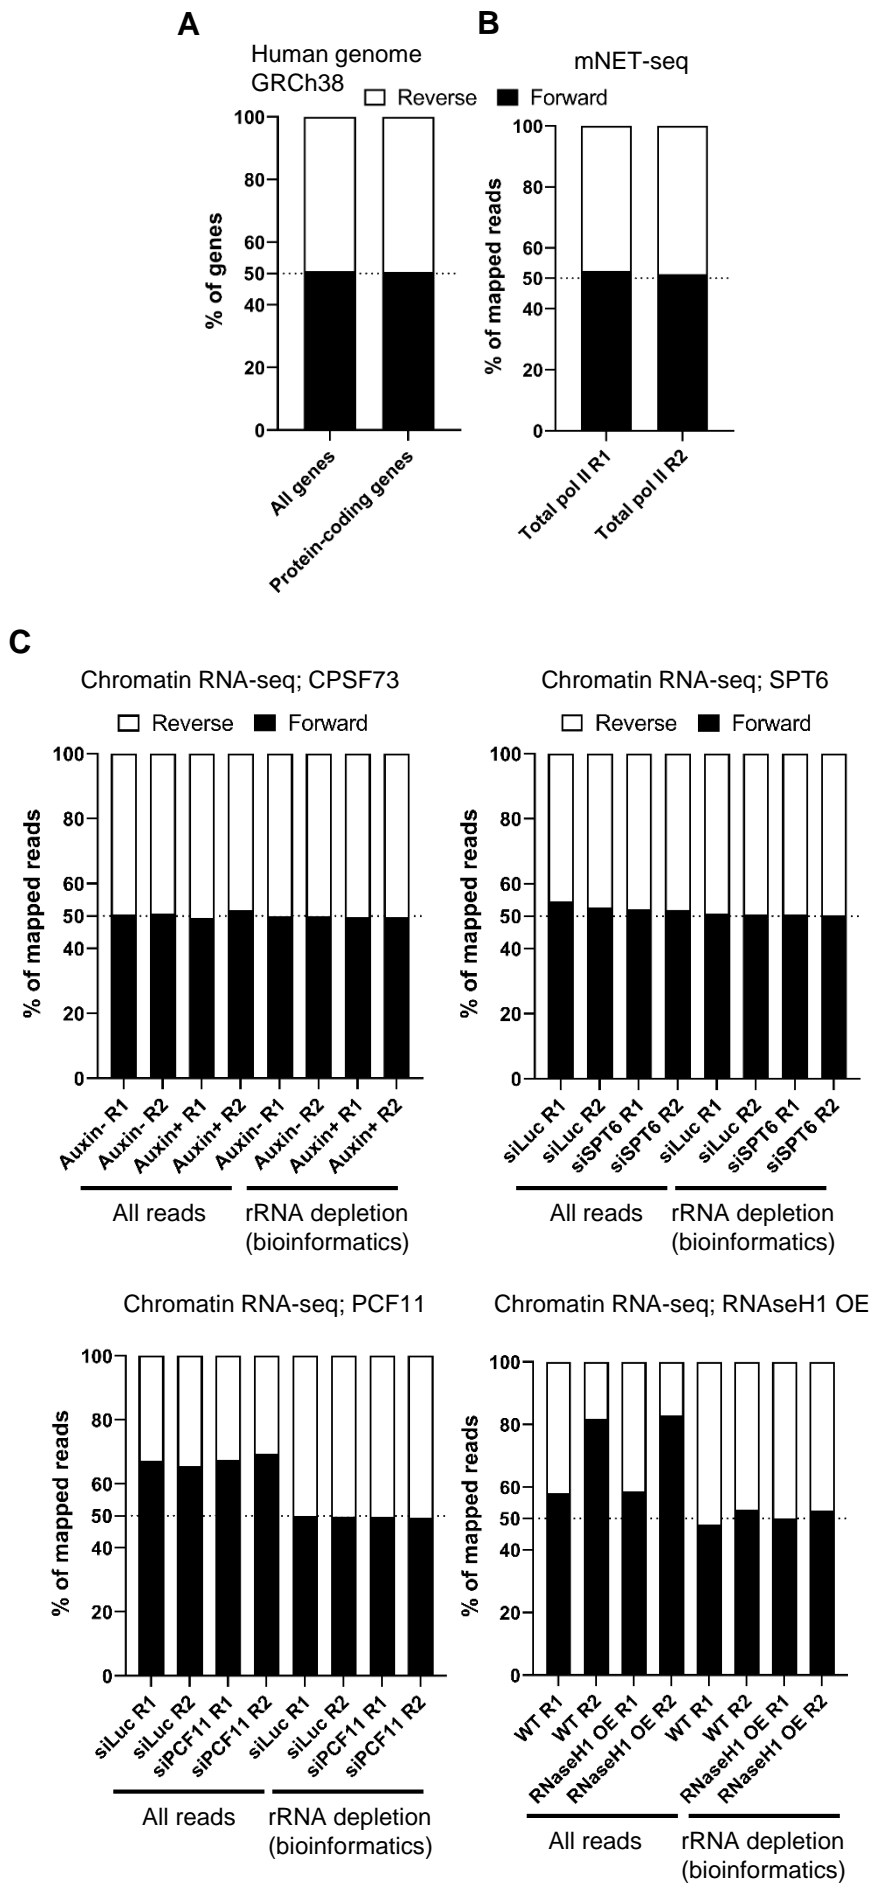 A
Human genome
GRCh38
B
mNET-seq
Reverse Forward
100
80
60
50
40
20
0
% of genes
All genes
Protein-coding genes
100
80
60
50
40
20
0
% of mapped reads
Total pol II R1
Total pol II R2
C
Chromatin RNA-seq; CPSF73
Reverse Forward
100
80
60
50
40
20
0
% of mapped reads
Auxin- R1
Auxin- R2
Auxin+ R1
Auxin+ R2
Auxin- R1
Auxin- R2
Auxin+ R1
Auxin+ R2
All reads
rRNA depletion
(bioinformatics)
Chromatin RNA-seq; SPT6
Reverse Forward
100
80
60
50
40
20
0
% of mapped reads
siLuc R1
siLuc R2
siSPT6 R1
siSPT6 R2
siLuc R1
siLuc R2
siSPT6 R1
siSPT6 R2
All reads
rRNA depletion
(bioinformatics)
Chromatin RNA-seq; PCF11
100
80
60
50
40
20
0
% of mapped reads
siLuc R1
siLuc R2
siPCF11 R1
siPCF11 R2
siLuc R1
siLuc R2
siPCF11 R1
siPCF11 R2
All reads
rRNA depletion
(bioinformatics)
Chromatin RNA-seq; RNAseH1 OE
100
80
60
50
40
20
0
% of mapped reads
WT R1
WT R2
RNaseH1 OE R1
RNaseH1 OE R2
WT R1
WT R2
RNaseH1 OE R1
RNaseH1 OE R2
All reads
rRNA depletion
(bioinformatics)